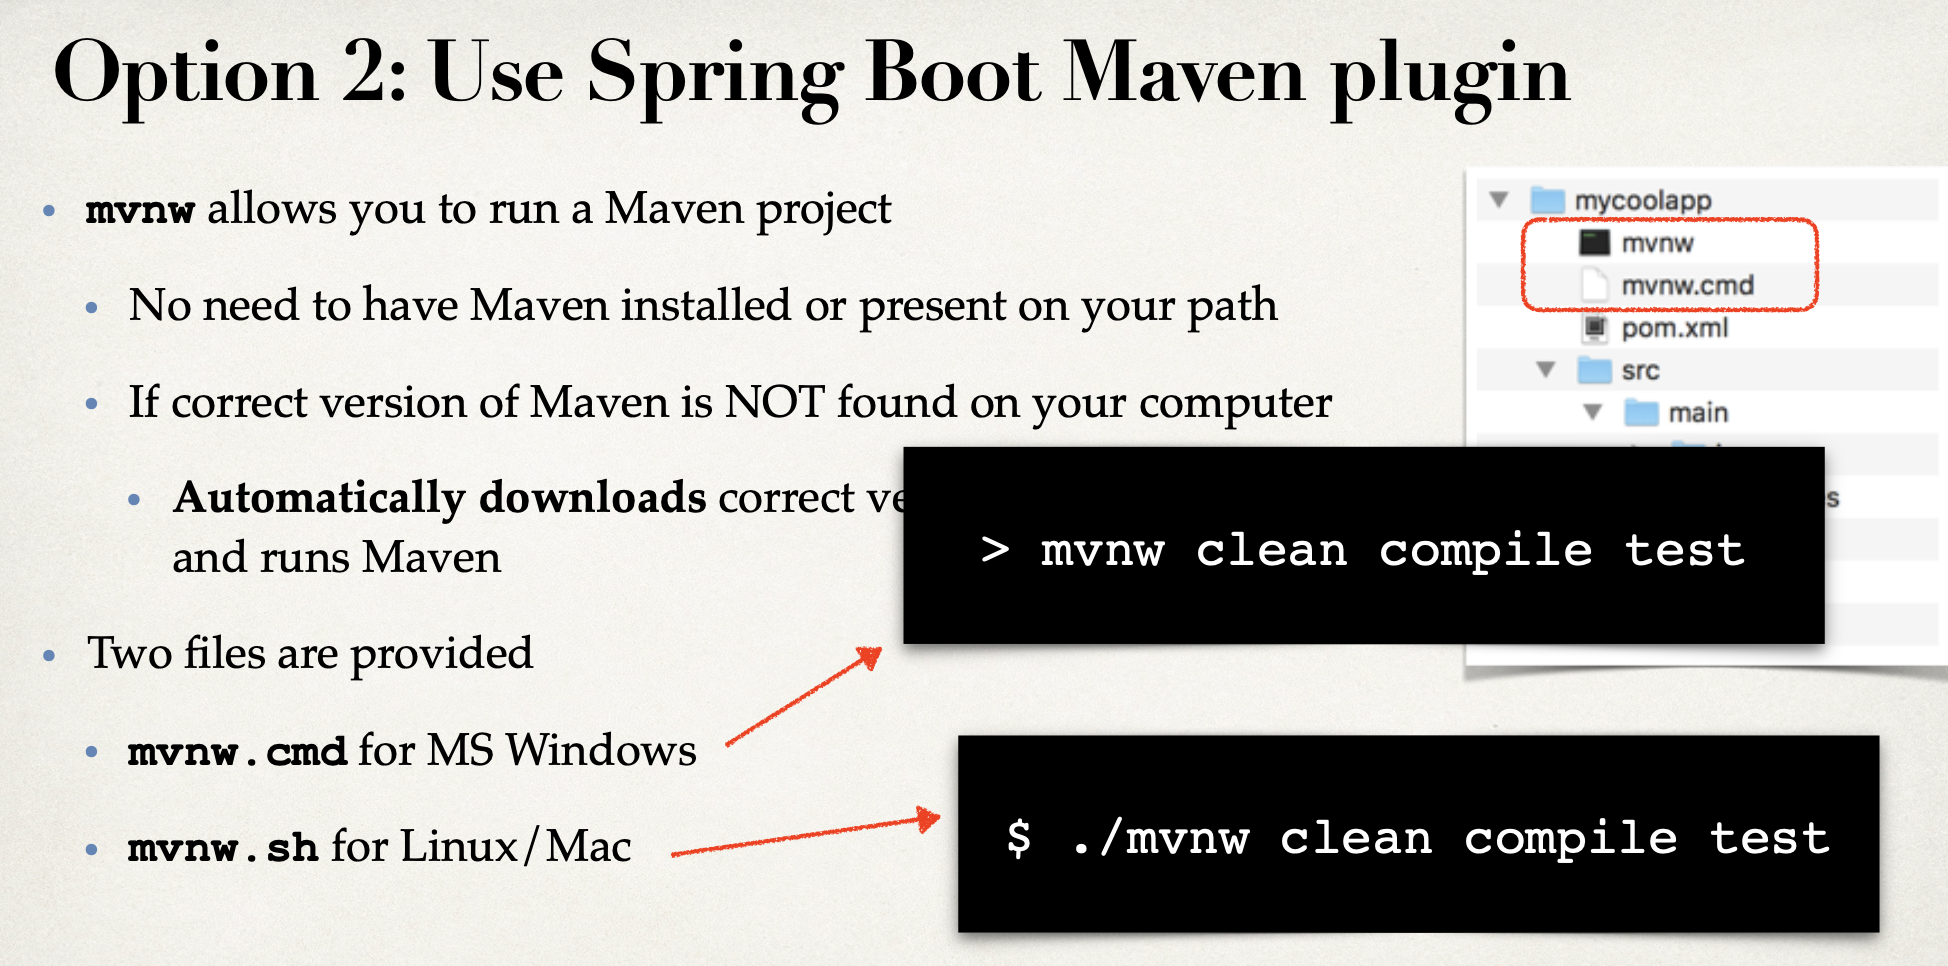 Option 2: Use Spring Boot Maven plugin
• mvnw allows you to run a Maven project
• No need to have Maven installed or present on your path
• If correct version of Maven is NOT found on your computer
• Automatically downloads correct
and runs Maven
• Two files are provided
• mvnw.cmd for MS Windows
• mvnw.sh for Linux/Mac
mycoolapp
mvnw
mvnw.cmd
pom.xml
src
main
> mvnw clean compile test
$ ./mvnw clean compile test